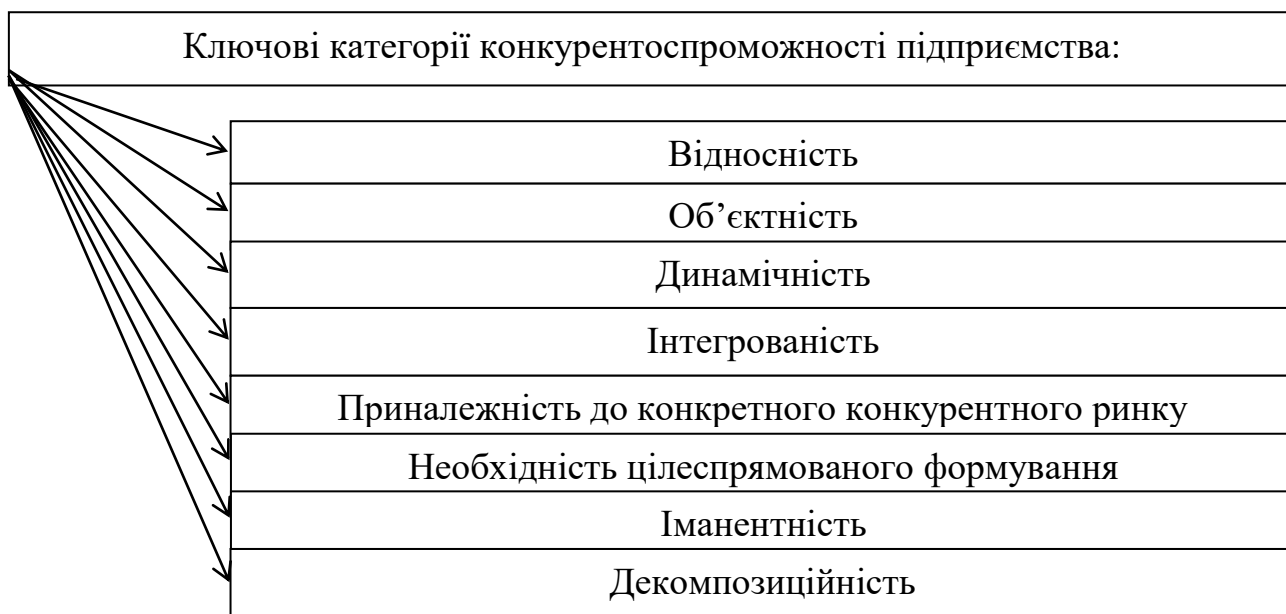 Ключові категорії конкурентоспроможності підприємства:
Відносність
Об’єктність
Динамічність
Інтегрованість
Приналежність до конкретного конкурентного ринку
Необхідність цілеспрямованого формування
Іманентність
Декомпозиційність